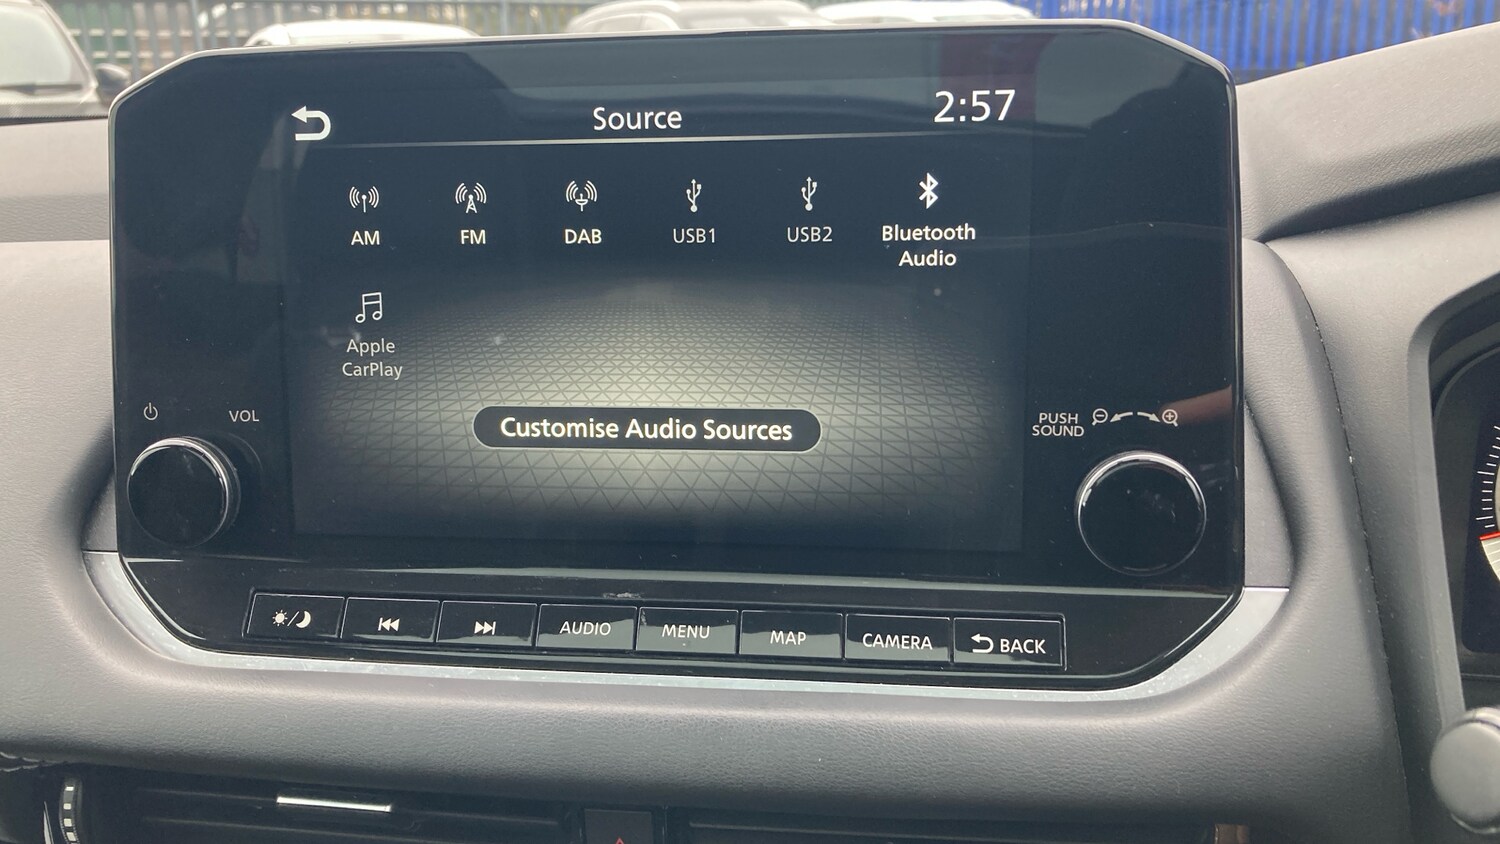 Source
2:57
AM
FM
DAB
USB1
USB2
Bluetooth
Audio
Apple
CarPlay
Customise Audio Sources
VOL
PUSH
SOUND
AUDIO
MENU
MAP
CAMERA
BACK